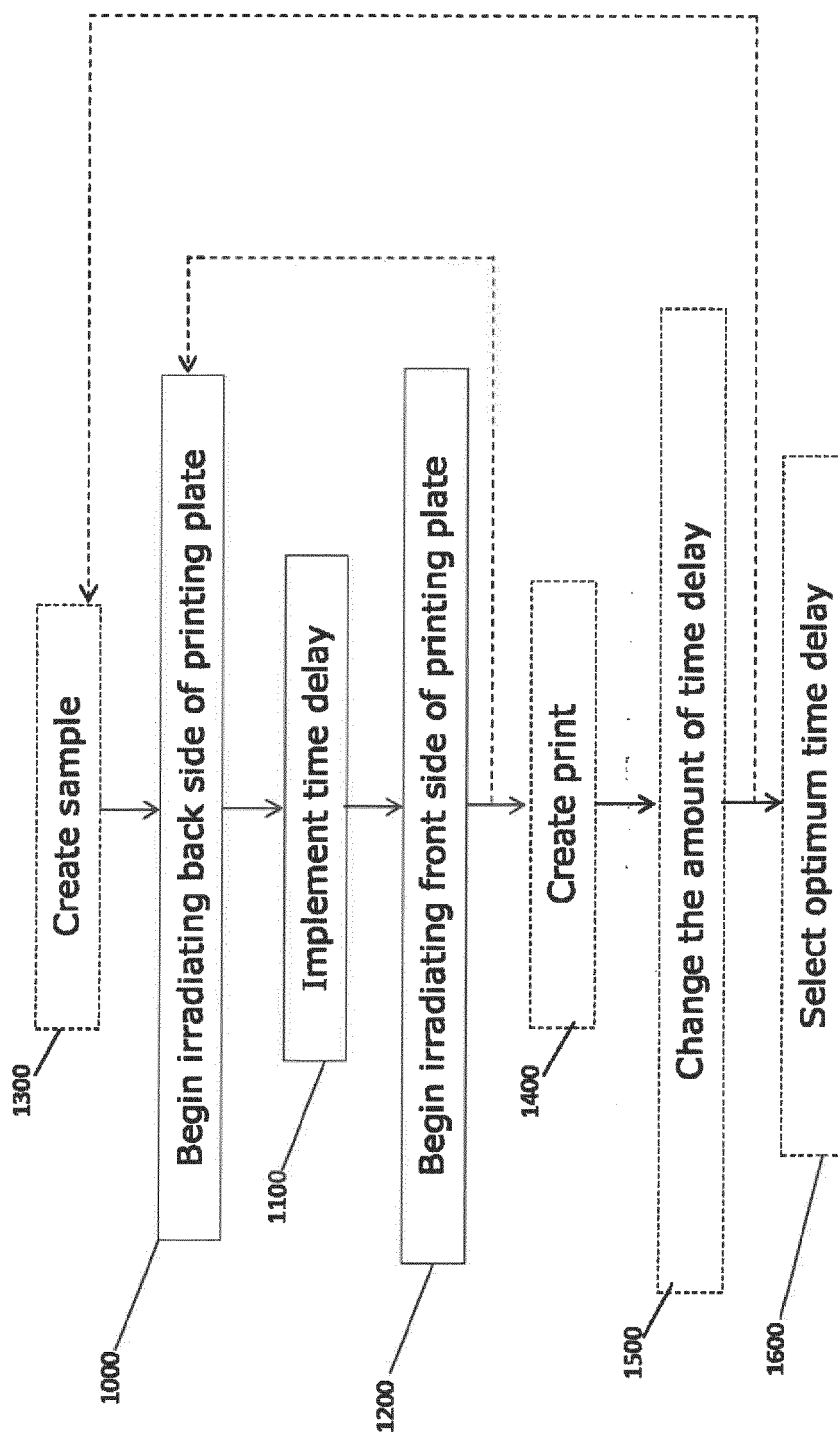 1300
Create sample
1000
Begin irradiating back side of printing plate
1100
Implement time delay
1200
Begin irradiating front side of printing plate
1400
Create print
1500
Change the amount of time delay
1600
Select optimum time delay